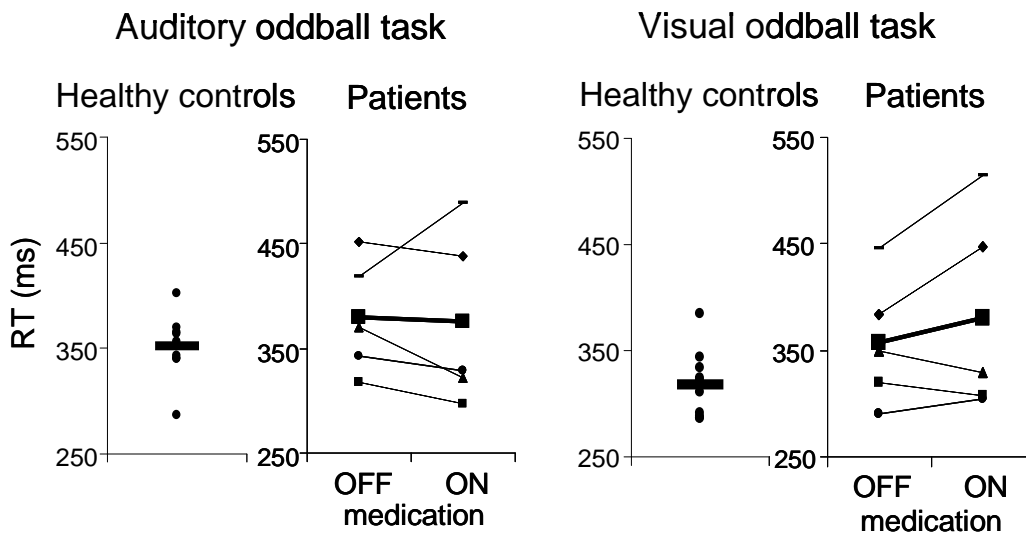 Auditory oddball task
Visual oddball task
Healthy controls
Patients
Healthy controls
Patients
RT (ms)
550
450
350
250
550
450
350
250
OFF
ON
medication
550
450
350
250
550
450
350
250
OFF
ON
medication